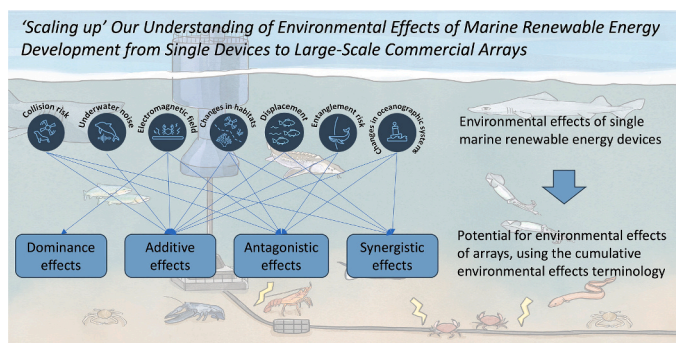 ‘Scaling up’ Our Understanding of Environmental Effects of Marine Renewable Energy
Development from Single Devices to Large-Scale Commercial Arrays
Collision risk
Underwater noise
Electromagnetic field
Changes in habitats
Displacement
Entanglement risk
Changes in oceanographic systems
Environmental effects of single
marine renewable energy devices
Dominance
effects
Additive
effects
Antagonistic
effects
Synergistic
effects
Potential for environmental effects
of arrays, using the cumulative
environmental effects terminology